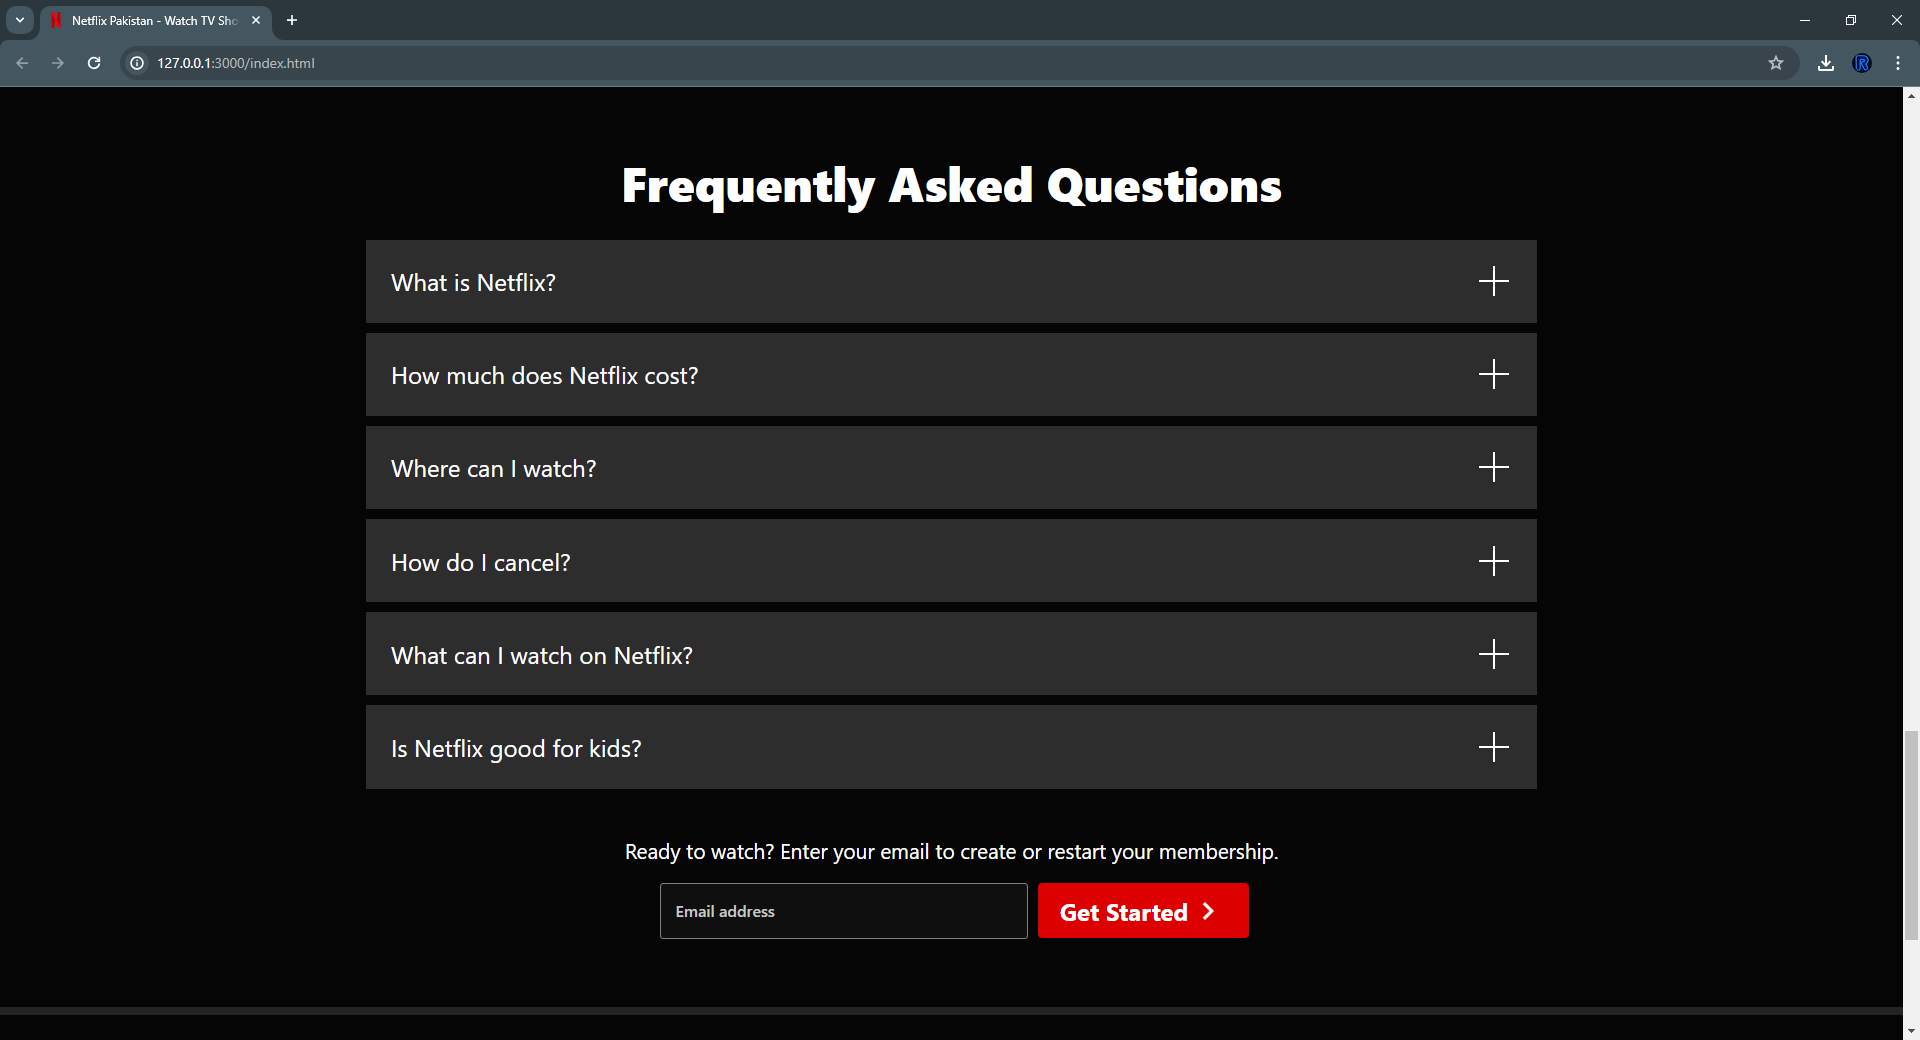 Netflix Pakistan - Watch TV Sho
127.0.0.1:3000/index.html
Frequently Asked Questions
What is Netflix?
How much does Netflix cost?
Where can I watch?
How do I cancel?
What can I watch on Netflix?
Is Netflix good for kids?
Ready to watch? Enter your email to create or restart your membership.
Email address
Get Started